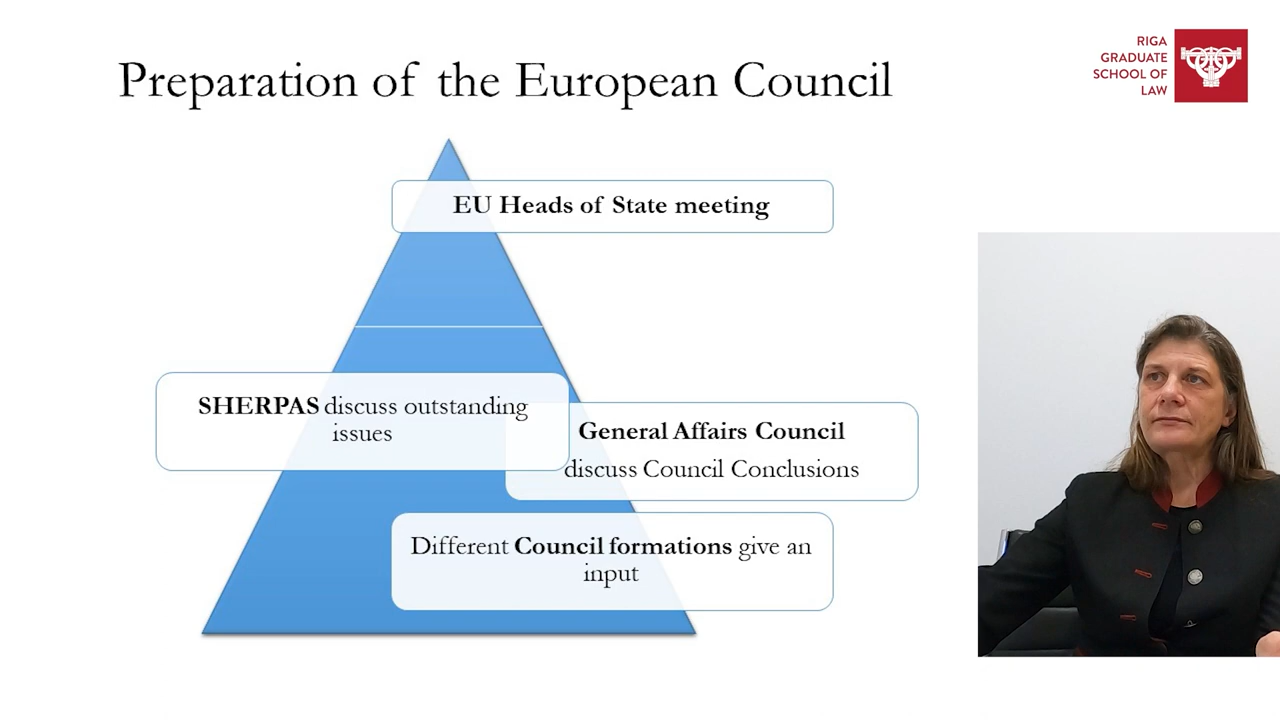 Preparation of the European Council
RIGA
GRADUATE
SCHOOL OF
LAW
EU Heads of State meeting
SHERPAS discuss outstanding
issues
General Affairs Council
discuss Council Conclusions
Different Council formations give an
input